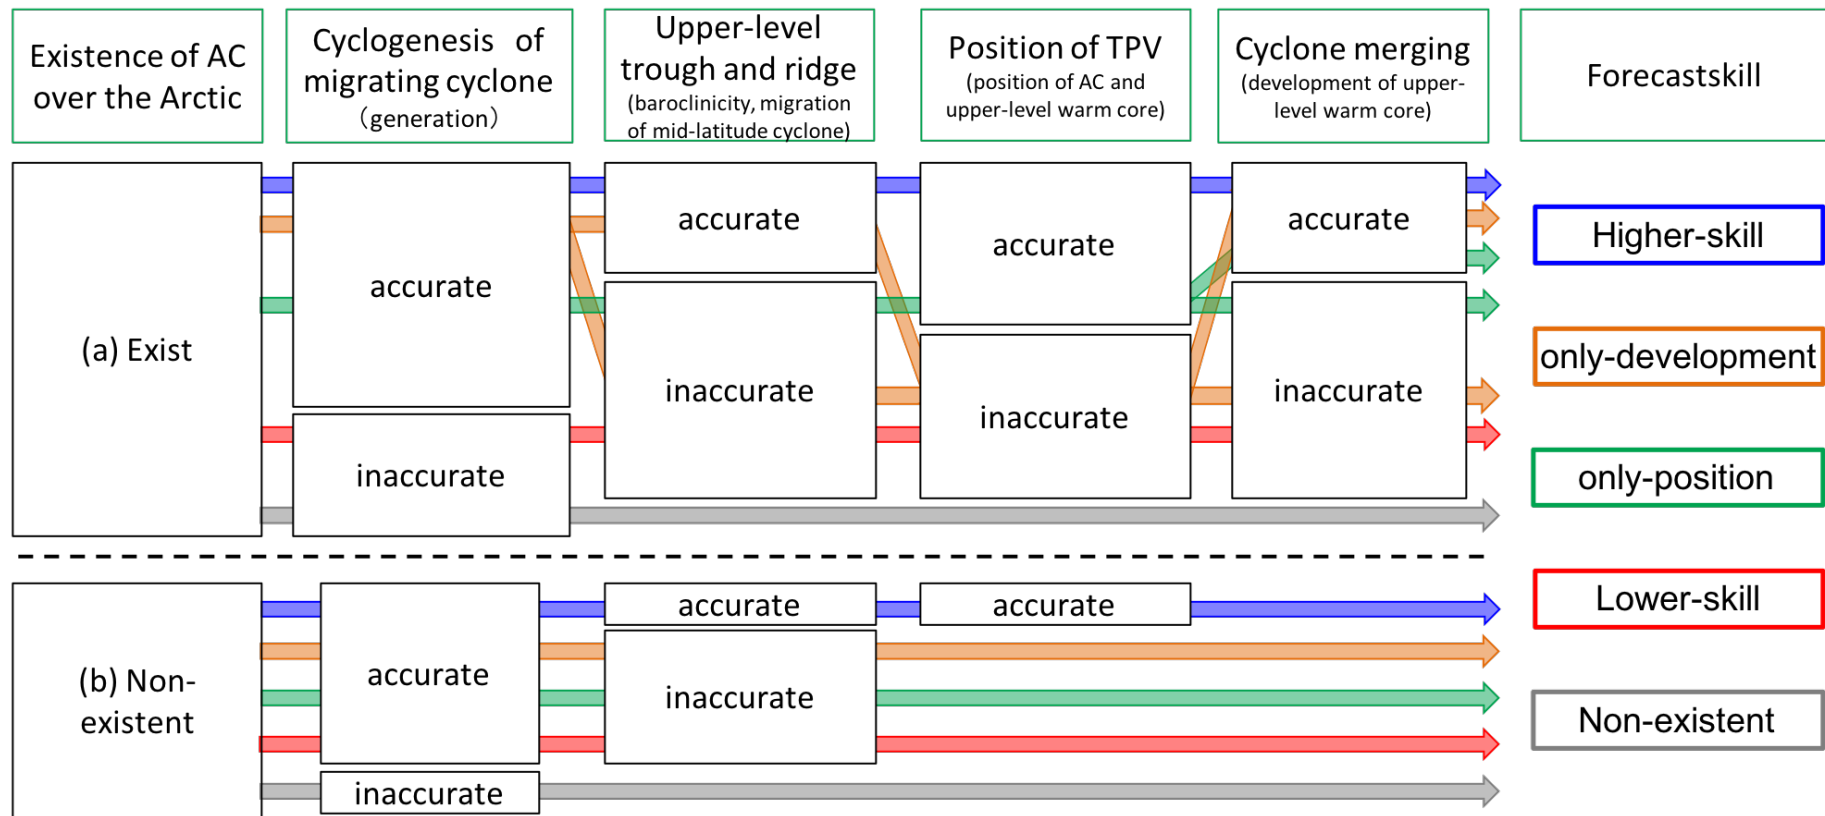 Existence of AC
over the Arctic
Cyclogenesis of
migrating cyclone
（generation）
Upper-level
trough and ridge
(baroclinicity, migration
of mid-latitude cyclone)
Position of TPV
(position of AC and
upper-level warm core)
Cyclone merging
(development of upper-
level warm core)
Forecastskill
(a) Exist
accurate
inaccurate
accurate
inaccurate
accurate
inaccurate
accurate
inaccurate
Higher-skill
only-development
only-position
Lower-skill
Non-existent
(b) Non-
existent
accurate
inaccurate
accurate
inaccurate
accurate